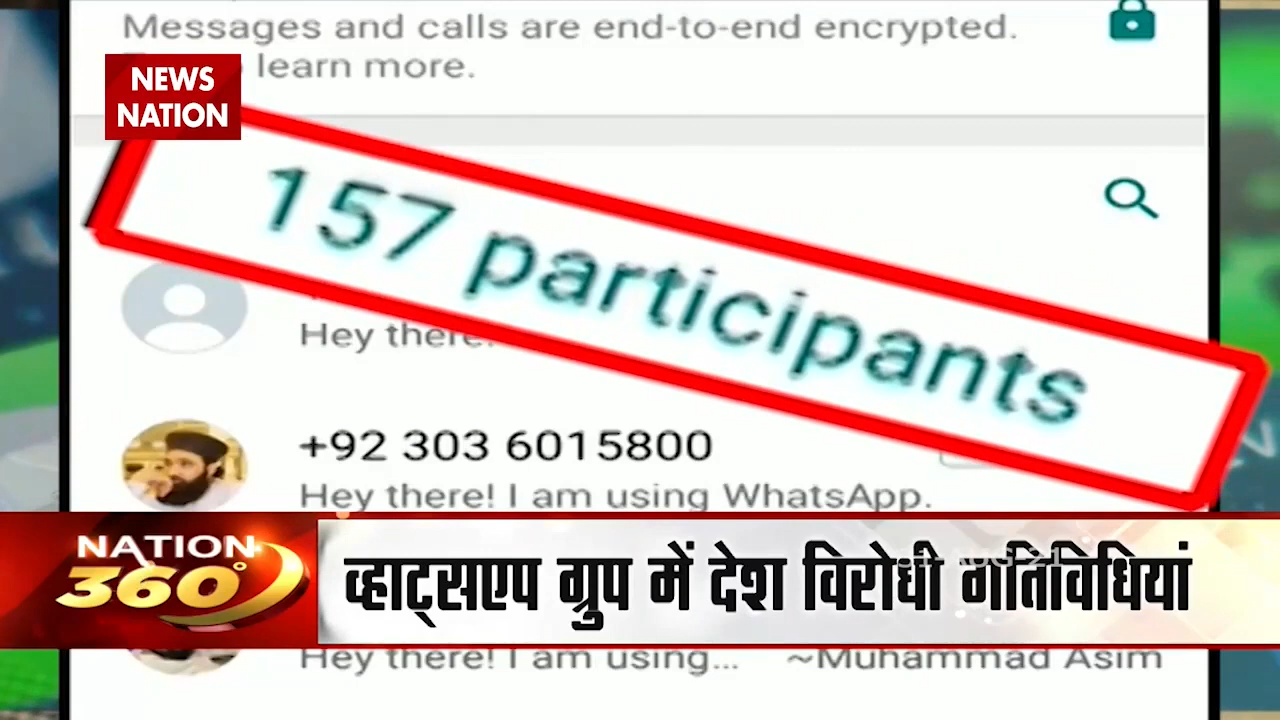 Messages and calls are end-to-end encrypted.
learn more.
NEWS
NATION
157 participants
Hey there!
+92 303 6015800
Hey there! I am using WhatsApp.
NATION
360°
व्हाट्सएप ग्रुप में देश विरोधी गतिविधियां
Hey there! I am using... ~Muhammad Asim